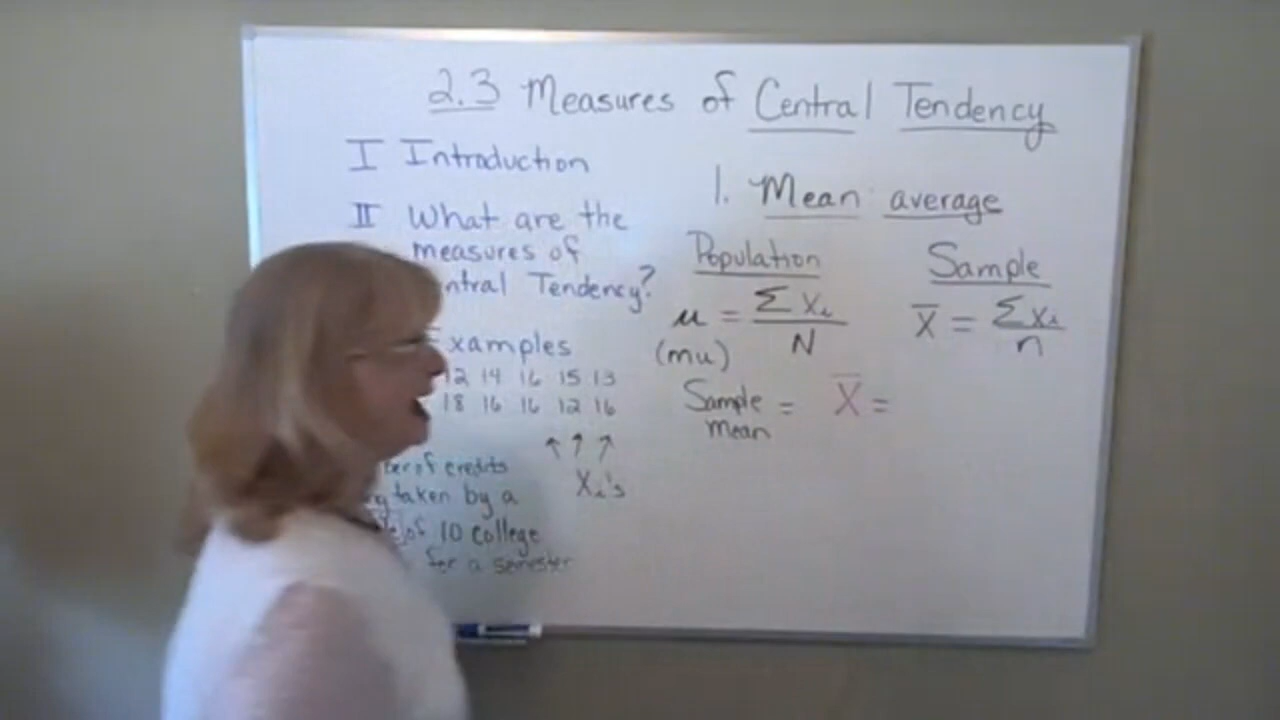 2.3 Measures of Central Tendency
I Introduction
II What are the
measures of
ntral Tendency?
xamples
12 14 16 15 13
18 16 16 12 16
↑ ↑ ↑
Xi's
ber of credits
taken by a
of 10 college
for a semester
1. Mean average
Population
μ = Σ Xi / N
(mu)
Sample
X̄ = Σ Xi / n
Sample mean = X̄ =